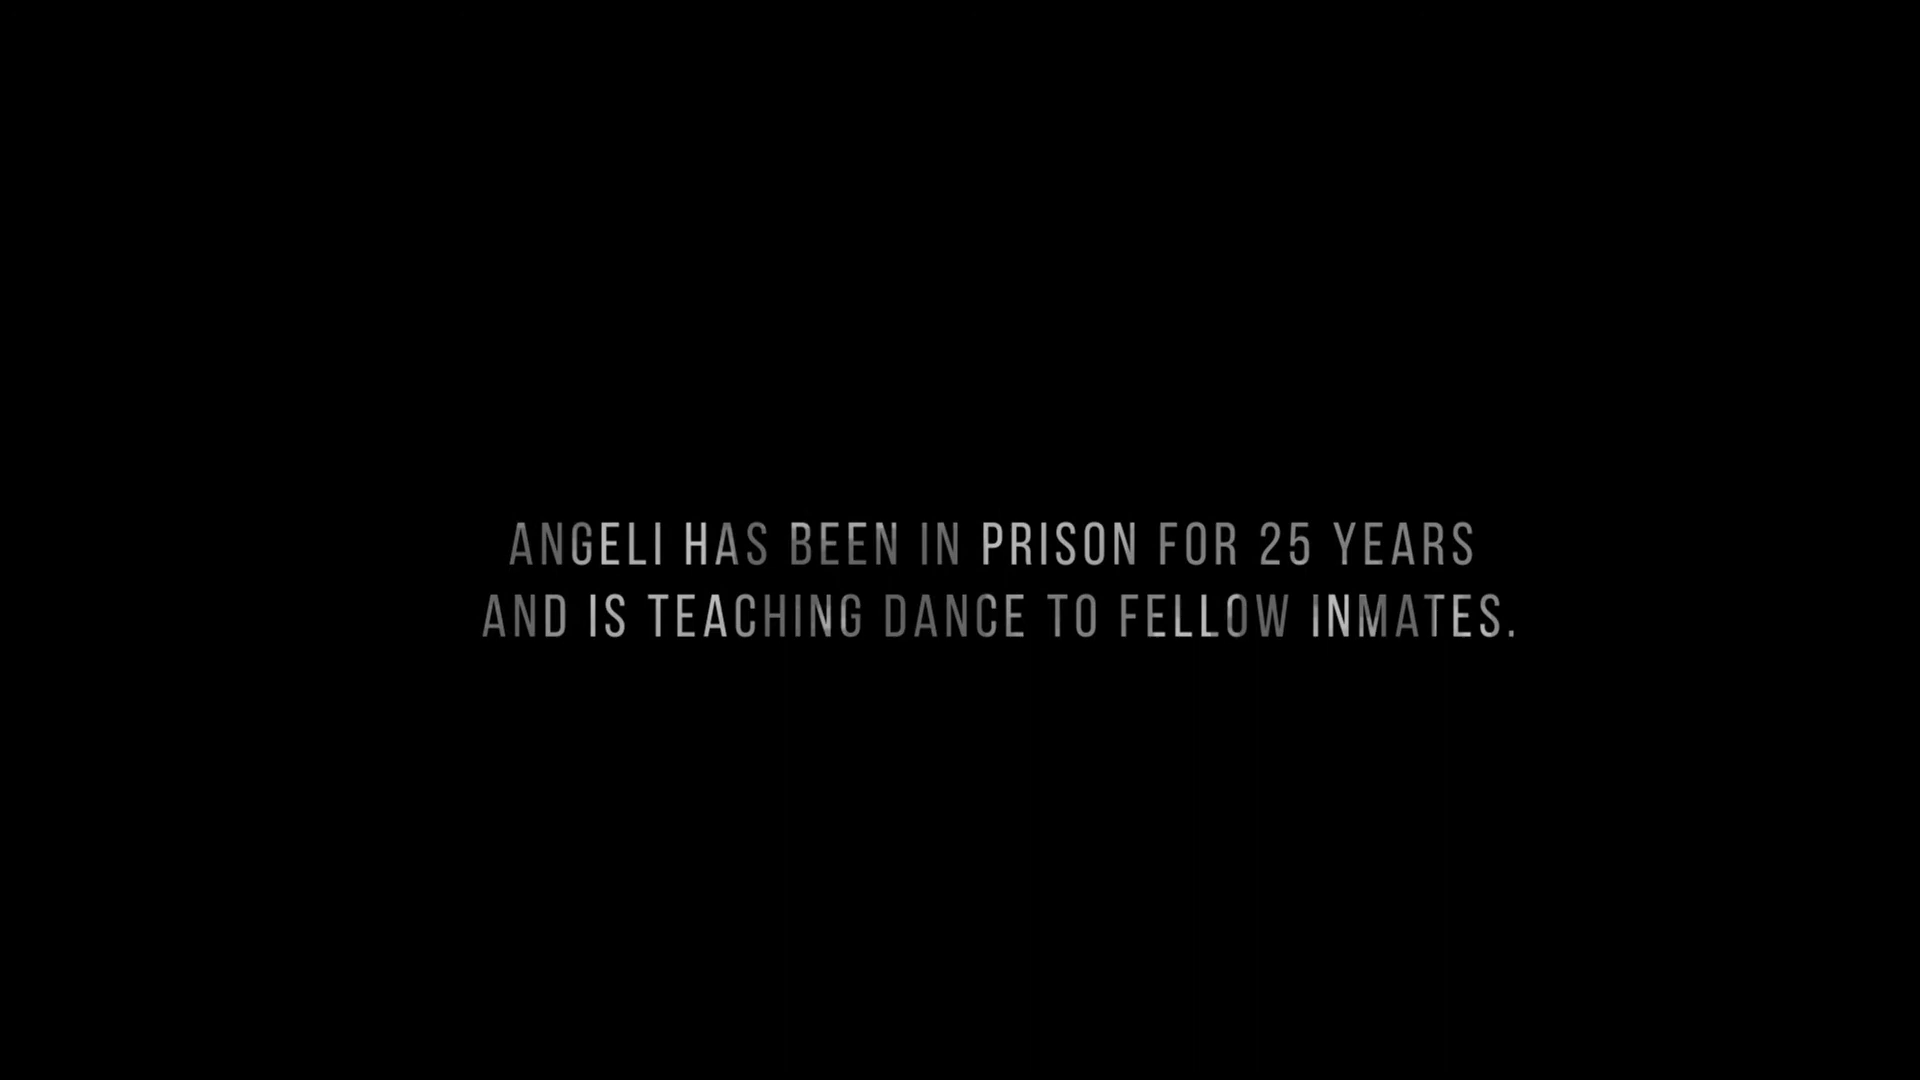 ANGELI HAS BEEN IN PRISON FOR 25 YEARS
AND IS TEACHING DANCE TO FELLOW INMATES.